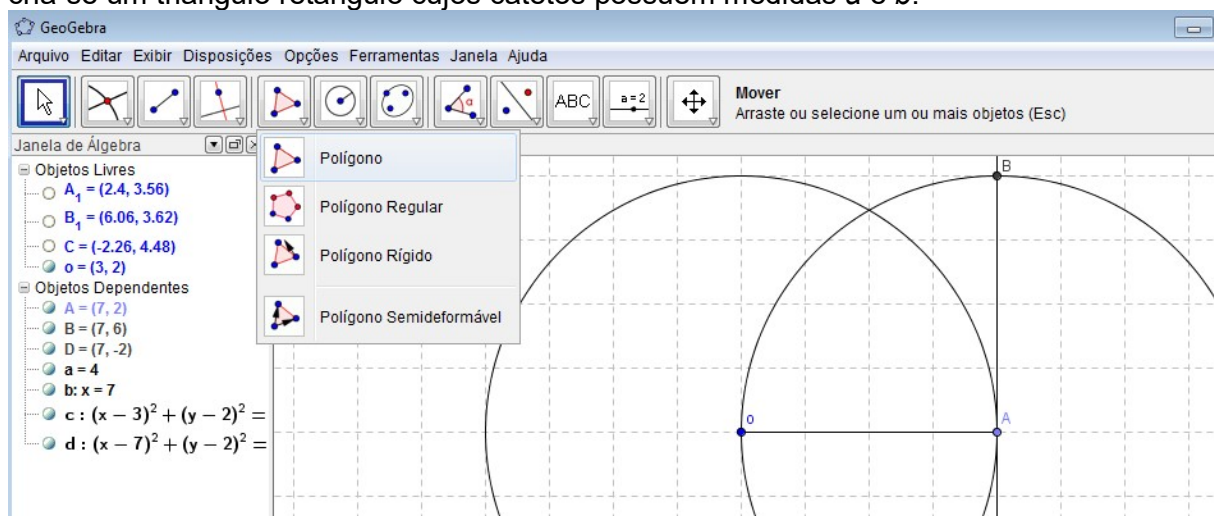 cria-se um triângulo retângulo cujos catetos possuem medidas a e b.
GeoGebra
Arquivo Editar Exibir Disposições Opções Ferramentas Janela Ajuda
α
ABC
a=2
Mover
Arraste ou selecione um ou mais objetos (Esc)
Janela de Álgebra
Objetos Livres
A₁ = (2.4, 3.56)
B₁ = (6.06, 3.62)
C = (-2.26, 4.48)
o = (3, 2)
Objetos Dependentes
A = (7, 2)
B = (7, 6)
D = (7, -2)
a = 4
b: x = 7
c : (x − 3)² + (y − 2)² =
d : (x − 7)² + (y − 2)² =
Polígono
Polígono Regular
Polígono Rígido
Polígono Semideformável
B
o
A